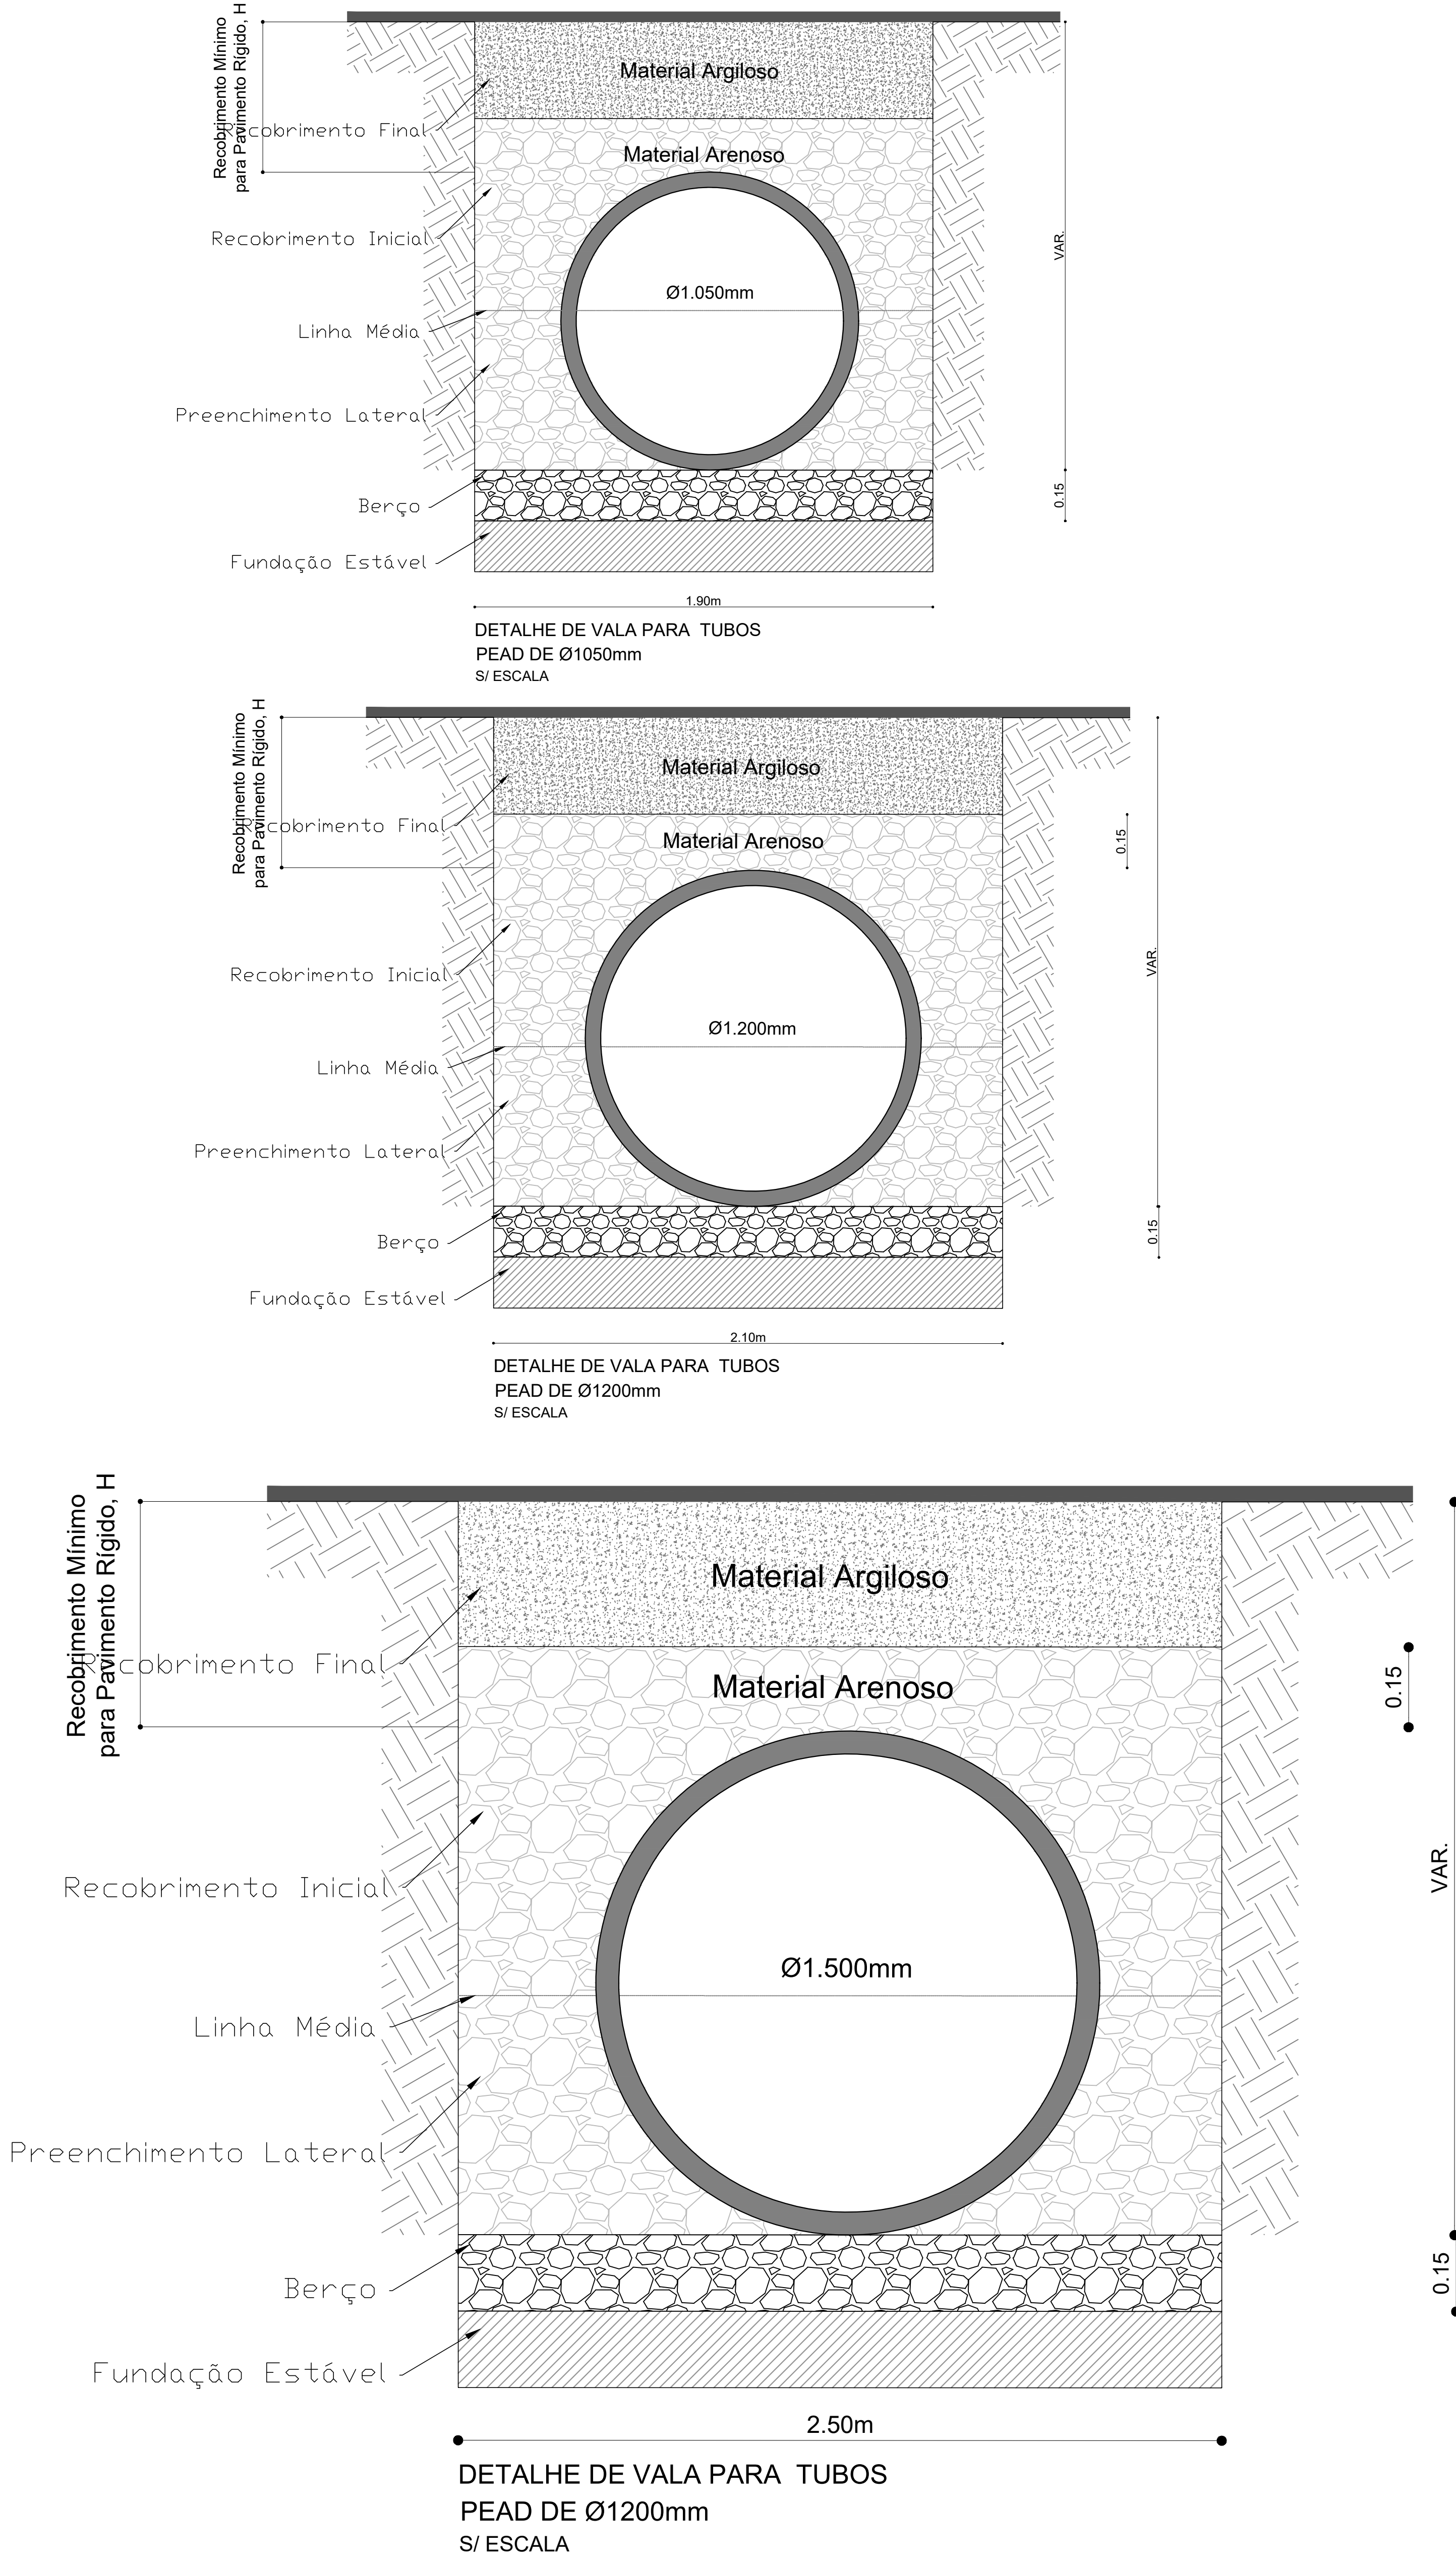 Recobrimento Mínimo
para Pavimento Rígido, H
Material Argiloso
Recobrimento Final
Material Arenoso
Recobrimento Inicial
VAR.
Ø1.050mm
Linha Média
Preenchimento Lateral
Berço
0.15
Fundação Estável
1.90m
DETALHE DE VALA PARA  TUBOS
PEAD DE Ø1050mm
S/ ESCALA
Recobrimento Mínimo
para Pavimento Rígido, H
Material Argiloso
Recobrimento Final
Material Arenoso
0.15
Recobrimento Inicial
VAR.
Ø1.200mm
Linha Média
Preenchimento Lateral
Berço
0.15
Fundação Estável
2.10m
DETALHE DE VALA PARA  TUBOS
PEAD DE Ø1200mm
S/ ESCALA
Recobrimento Mínimo
para Pavimento Rígido, H
Material Argiloso
Recobrimento Final
Material Arenoso
0.15
Recobrimento Inicial
VAR.
Ø1.500mm
Linha Média
Preenchimento Lateral
Berço
0.15
Fundação Estável
2.50m
DETALHE DE VALA PARA  TUBOS
PEAD DE Ø1200mm
S/ ESCALA